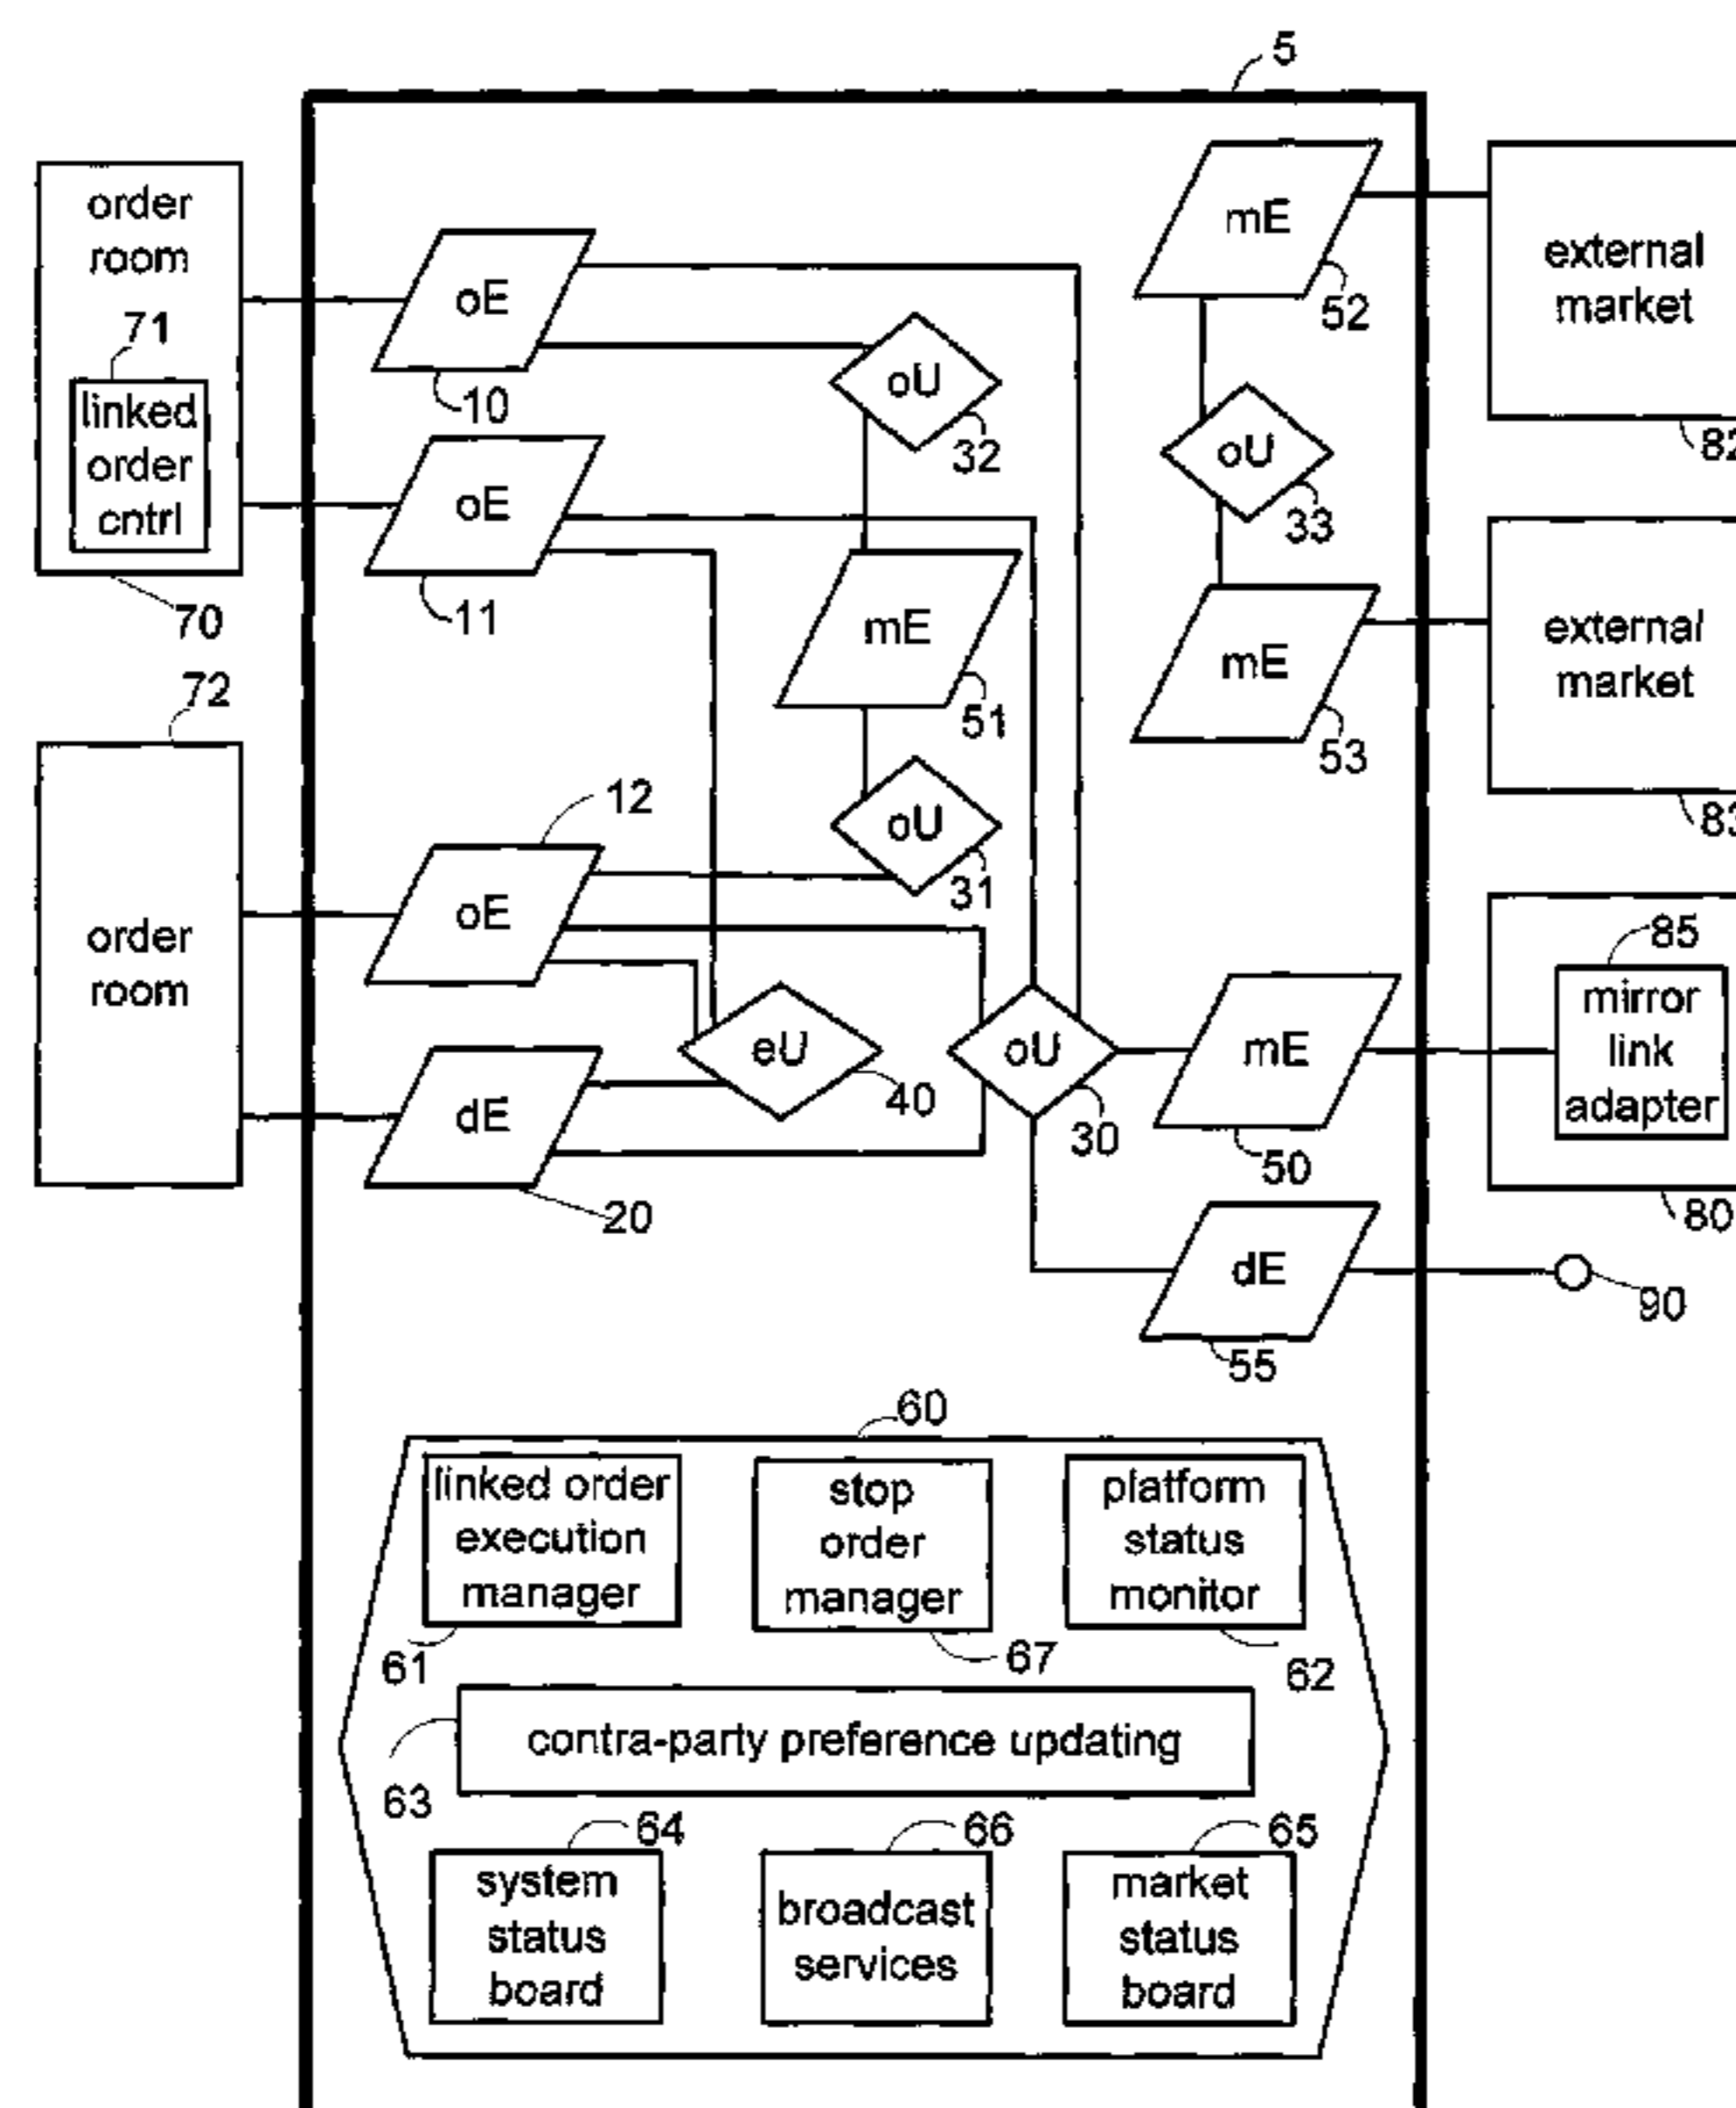 5
order
room
71
linked
order
cntrl
70
oE
10
oE
11
oU
32
mE
51
oU
31
mE
52
oU
33
mE
53
external
market
82
external
market
83
72
order
room
12
oE
dE
20
eU
40
oU
30
mE
50
dE
55
85
mirror
link
adapter
80
90
60
linked order
execution
manager
61
stop
order
manager
67
platform
status
monitor
62
contra-party preference updating
63
64
system
status
board
66
broadcast
services
65
market
status
board